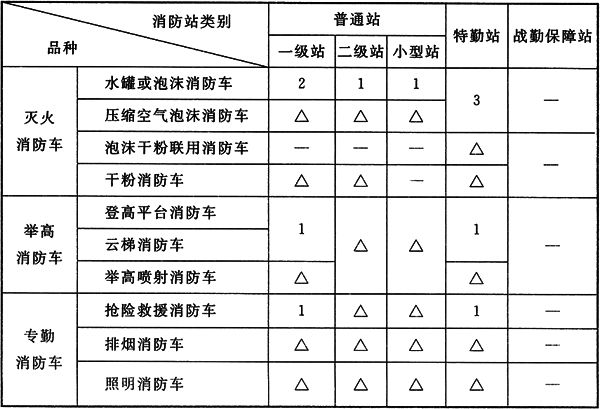 消防站类别 普通站 特勤站 战勤保障站
品种 一级站 二级站 小型站
灭火消防车 水罐或泡沫消防车 2 1 1 3 —
压缩空气泡沫消防车 △ △ △
泡沫干粉联用消防车 — — — △ —
干粉消防车 △ △ — △
举高消防车 登高平台消防车 1 △ △ 1 —
云梯消防车
举高喷射消防车 △ △
专勤消防车 抢险救援消防车 1 △ △ 1 —
排烟消防车 △ △ △ △ —
照明消防车 △ △ △ △ —